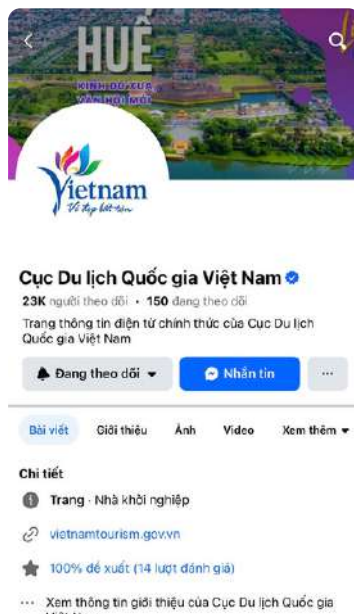 HUẾ
KINH ĐÔ XƯA
VẬN HỘI MỚI
Vietnam
Vẻ đẹp bất tận
Cục Du lịch Quốc gia Việt Nam
23K người theo dõi • 150 đang theo dõi
Trang thông tin điện tử chính thức của Cục Du lịch
Quốc gia Việt Nam
Đang theo dõi
Nhắn tin
Bài viết Giới thiệu Ảnh Video Xem thêm
Chi tiết
Trang · Nhà khởi nghiệp
vietnamtourism.gov.vn
100% đề xuất (14 lượt đánh giá)
Xem thông tin giới thiệu của Cục Du lịch Quốc gia